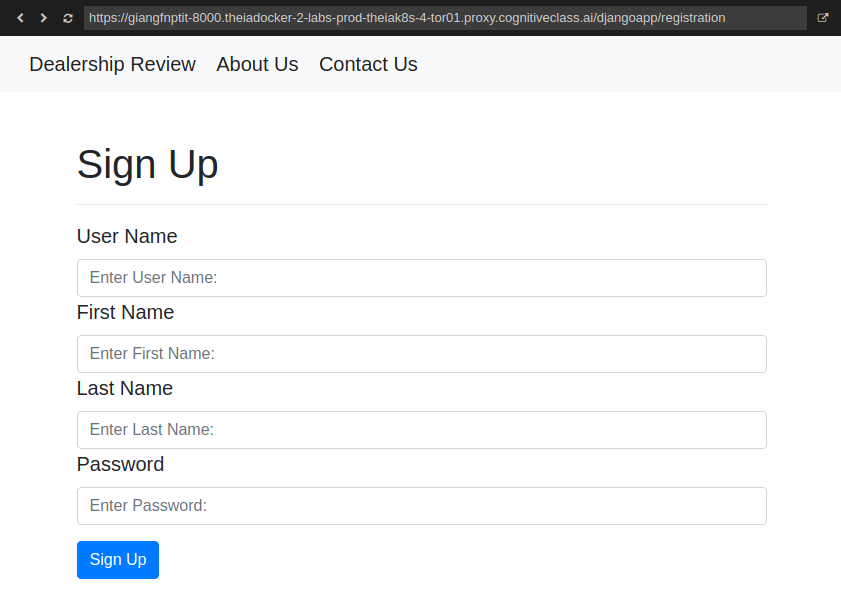 https://giangfnptit-8000.theiadocker-2-labs-prod-theiak8s-4-tor01.proxy.cognitiveclass.ai/djangoapp/registration
Dealership Review About Us Contact Us
Sign Up
User Name
Enter User Name:
First Name
Enter First Name:
Last Name
Enter Last Name:
Password
Enter Password:
Sign Up